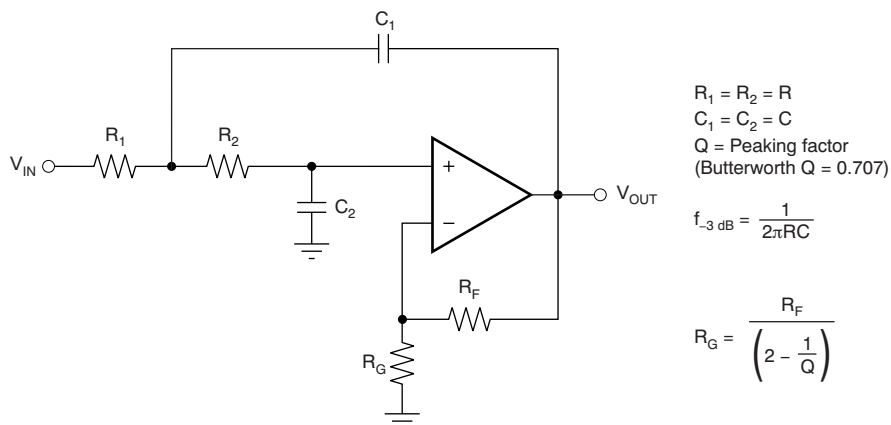 C1
R1 = R2 = R
C1 = C2 = C
Q = Peaking factor
(Butterworth Q = 0.707)
R1
R2
VIN
+
C2
−
VOUT
f−3 dB = 1 / 2πRC
RF
RG
RG = RF / (2 − 1/Q)